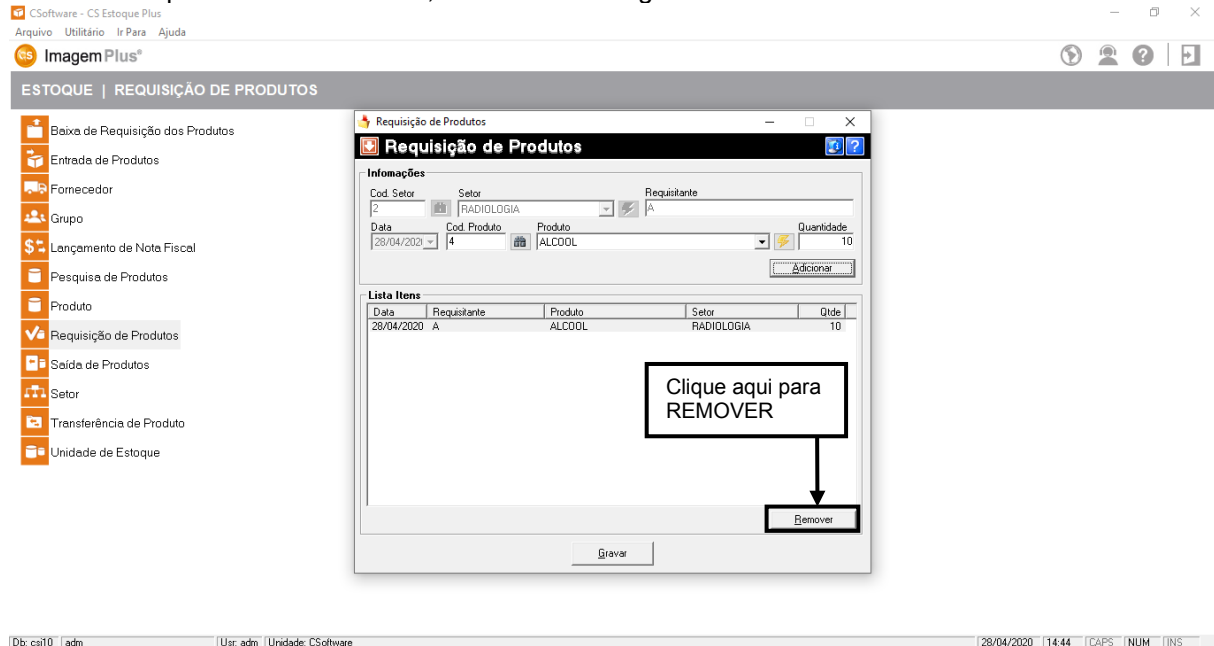 CSoftware - CS Estoque Plus
Arquivo Utilitário Ir Para Ajuda
cs Imagem Plus®
ESTOQUE | REQUISIÇÃO DE PRODUTOS
Baixa de Requisição dos Produtos
Entrada de Produtos
Fornecedor
Grupo
Lançamento de Nota Fiscal
Pesquisa de Produtos
Produto
Requisição de Produtos
Saída de Produtos
Setor
Transferência de Produto
Unidade de Estoque
Requisição de Produtos
Requisição de Produtos
Infomações
Cod. Setor Setor Requisitante
2 RADIOLOGIA A
Data Cod. Produto Produto Quantidade
28/04/202 4 ALCOOL 10
Adicionar
Lista Itens
Data Requisitante Produto Setor Qtde
28/04/2020 A ALCOOL RADIOLOGIA 10
Clique aqui para
REMOVER
Remover
Gravar
Db: csi10 adm Usr: adm Unidade: CSoftware 28/04/2020 14:44 CAPS NUM INS